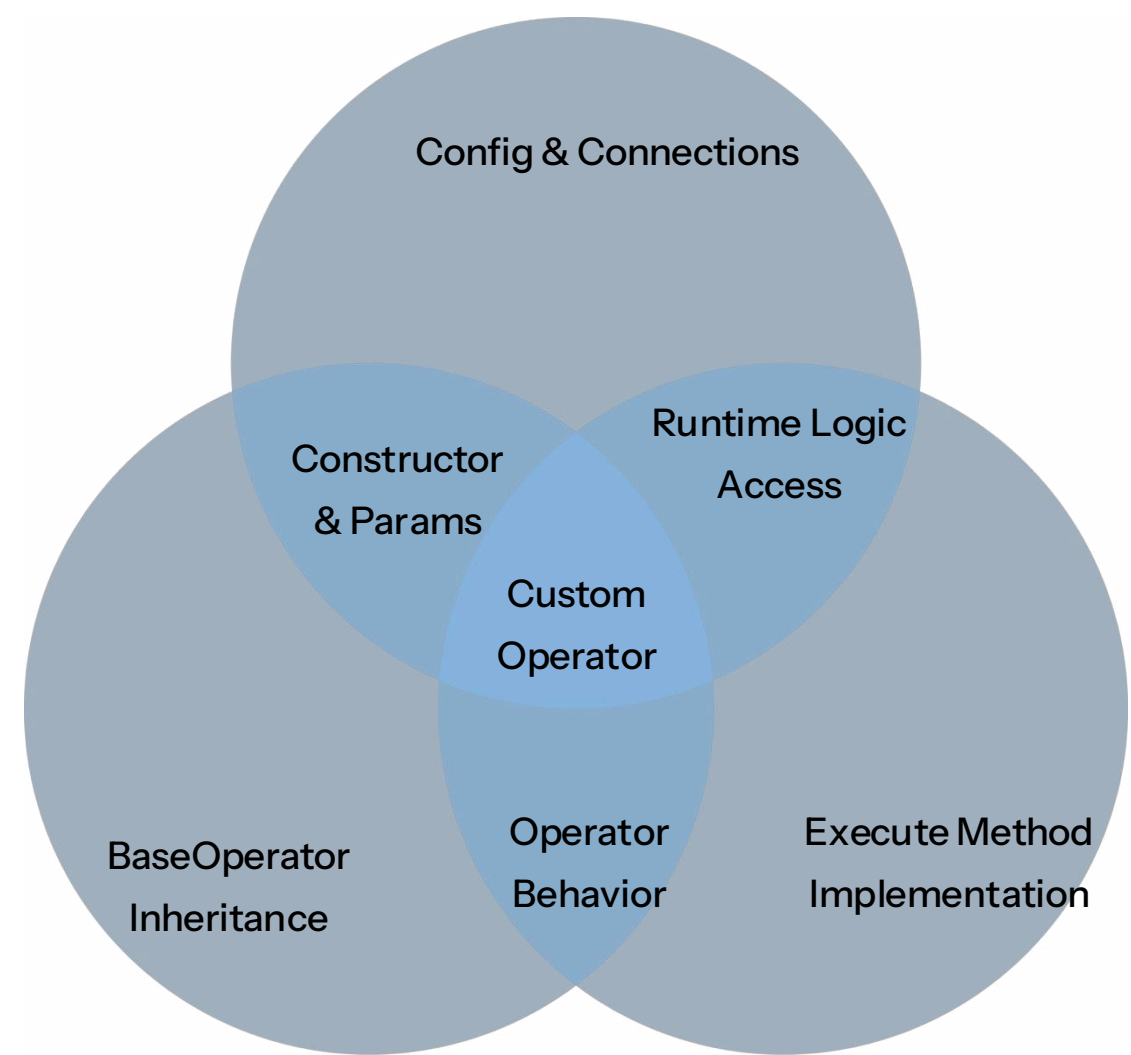 Config & Connections
Constructor
& Params
Runtime Logic
Access
Custom
Operator
BaseOperator
Inheritance
Operator
Behavior
Execute Method
Implementation